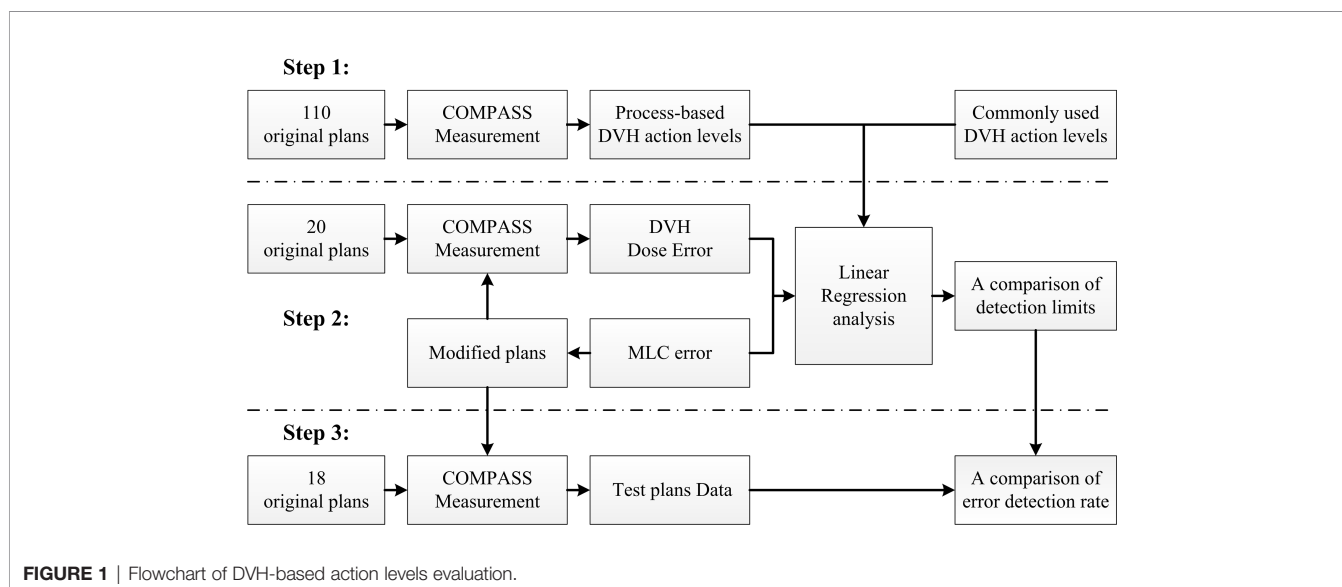 Step 1:
110
original plans
COMPASS
Measurement
Process-based
DVH action levels
Commonly used
DVH action levels
20
original plans
COMPASS
Measurement
DVH
Dose Error
Linear
Regression
analysis
A comparison of
detection limits
Step 2:
Modified plans
MLC error
Step 3:
18
original plans
COMPASS
Measurement
Test plans Data
A comparison of
error detection rate
FIGURE 1 | Flowchart of DVH-based action levels evaluation.